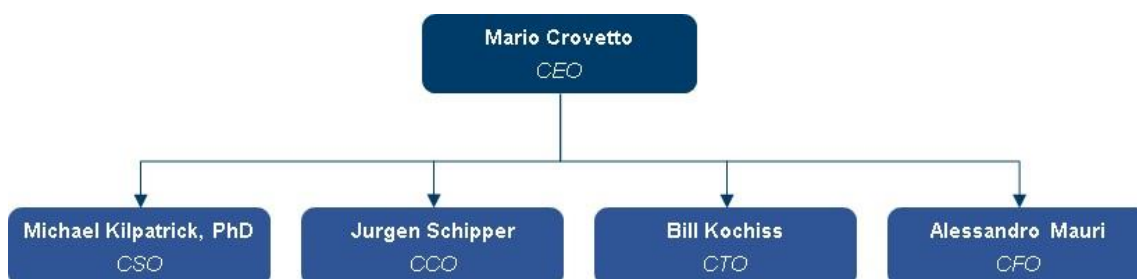 Mario Crovetto
CEO
Michael Kilpatrick, PhD
CSO
Jurgen Schipper
CCO
Bill Kochiss
CTO
Alessandro Mauri
CFO